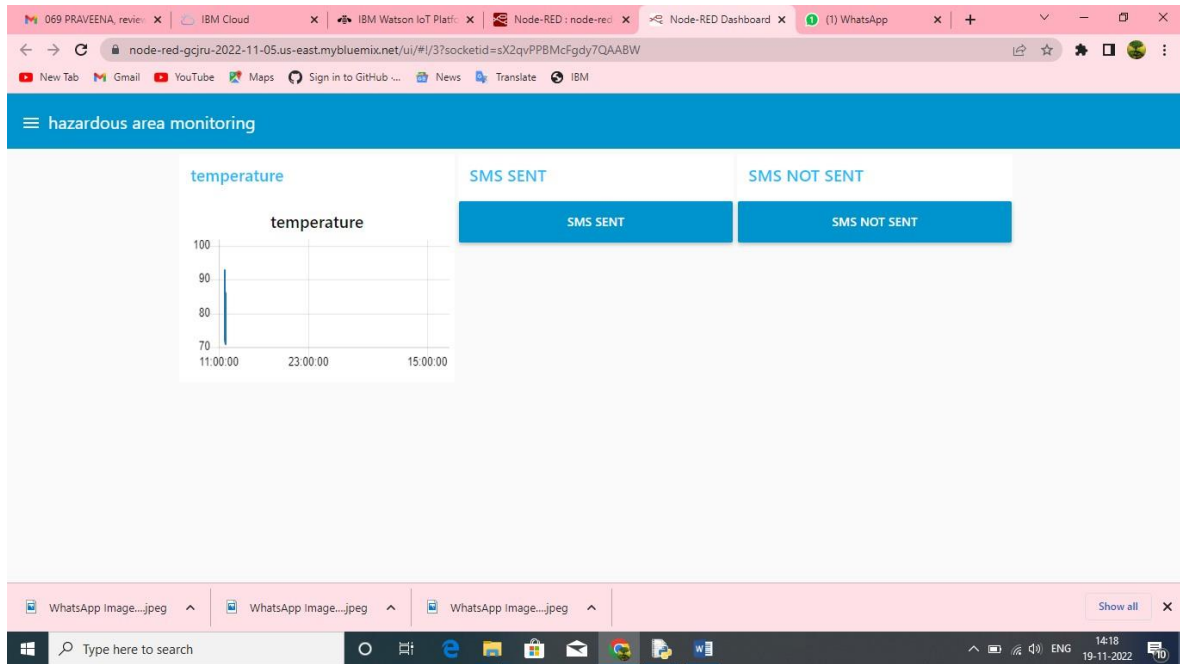 069 PRAVEENA, review
IBM Cloud
IBM Watson IoT Platfo
Node-RED : node-red
Node-RED Dashboard
(1) WhatsApp
node-red-gcjru-2022-11-05.us-east.mybluemix.net/ui/#!/3?socketid=sX2qvPPBMcFgdy7QAABW
New Tab
Gmail
YouTube
Maps
Sign in to GitHub ·...
News
Translate
IBM
hazardous area monitoring
temperature
temperature
100
90
80
70
11:00:00
23:00:00
15:00:00
SMS SENT
SMS SENT
SMS NOT SENT
SMS NOT SENT
WhatsApp Image....jpeg
WhatsApp Image....jpeg
WhatsApp Image....jpeg
Show all
Type here to search
ENG
14:18
19-11-2022